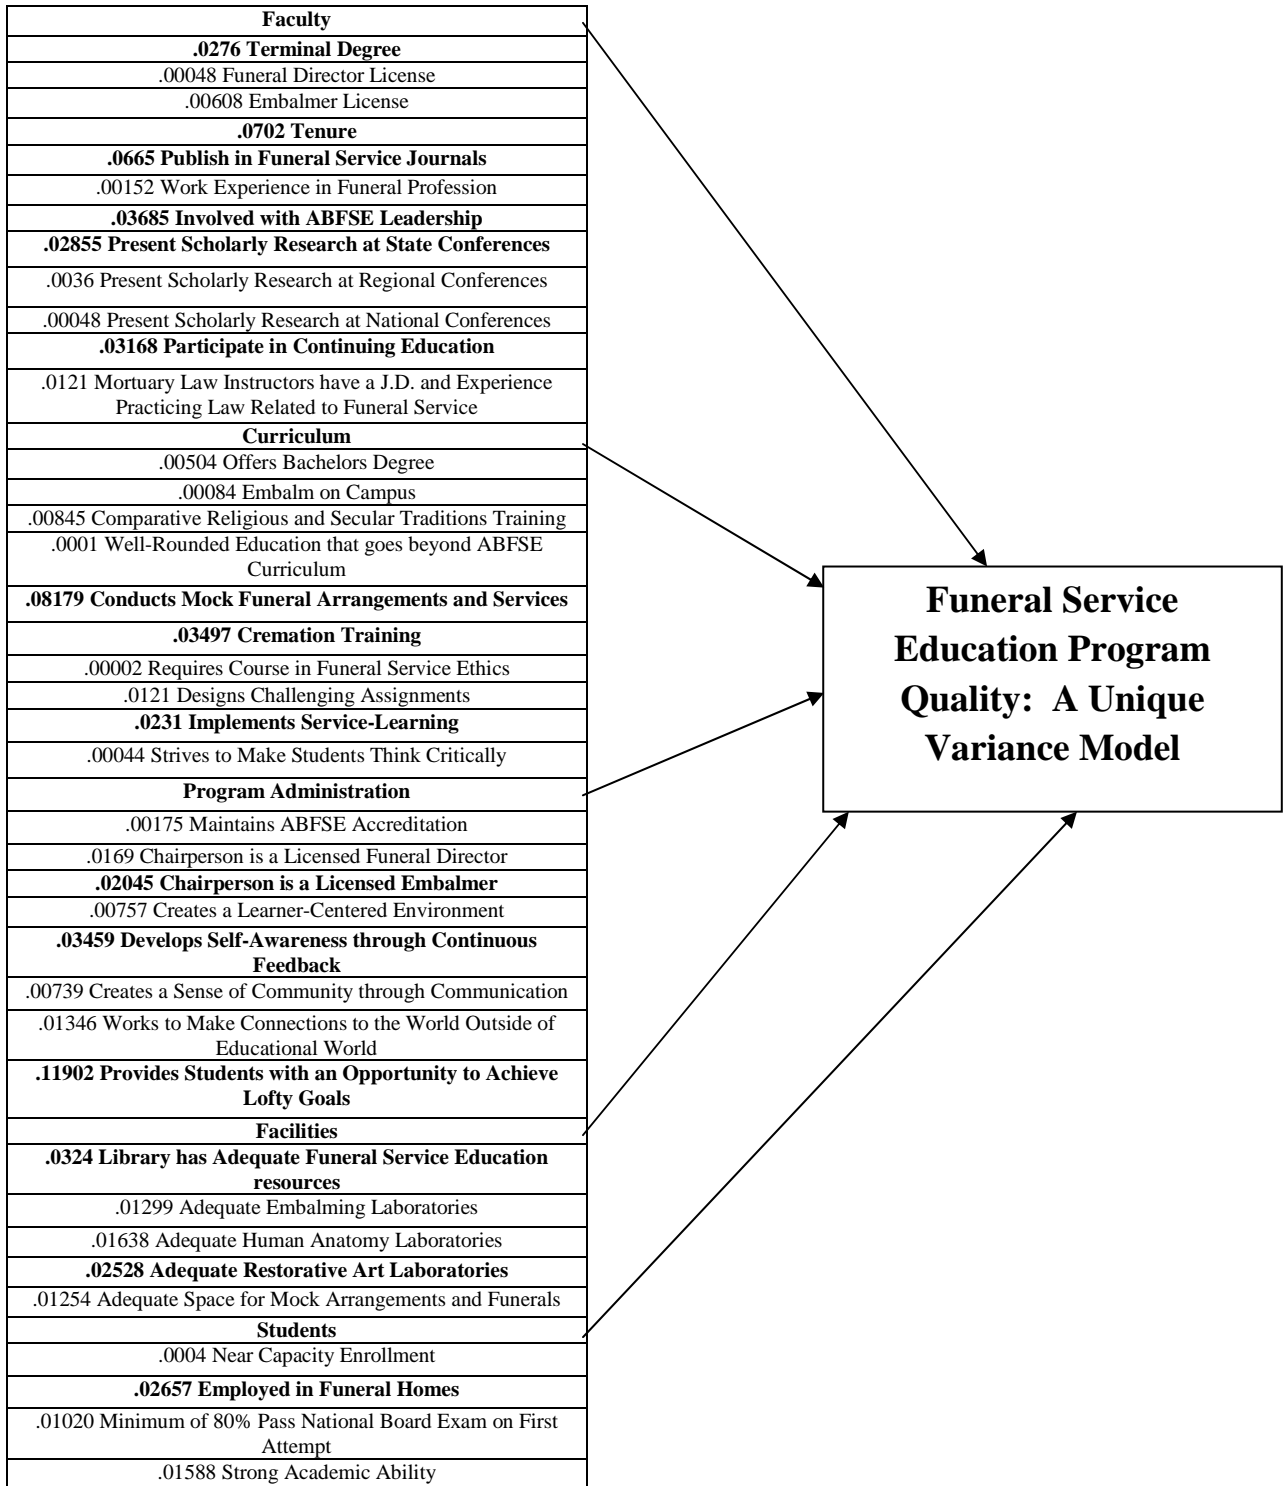 Faculty
.0276 Terminal Degree
.00048 Funeral Director License
.00608 Embalmer License
.0702 Tenure
.0665 Publish in Funeral Service Journals
.00152 Work Experience in Funeral Profession
.03685 Involved with ABFSE Leadership
.02855 Present Scholarly Research at State Conferences
.0036 Present Scholarly Research at Regional Conferences
.00048 Present Scholarly Research at National Conferences
.03168 Participate in Continuing Education
.0121 Mortuary Law Instructors have a J.D. and Experience
Practicing Law Related to Funeral Service
Curriculum
.00504 Offers Bachelors Degree
.00084 Embalm on Campus
.00845 Comparative Religious and Secular Traditions Training
.0001 Well-Rounded Education that goes beyond ABFSE
Curriculum
.08179 Conducts Mock Funeral Arrangements and Services
.03497 Cremation Training
.00002 Requires Course in Funeral Service Ethics
.0121 Designs Challenging Assignments
.0231 Implements Service-Learning
.00044 Strives to Make Students Think Critically
Program Administration
.00175 Maintains ABFSE Accreditation
.0169 Chairperson is a Licensed Funeral Director
.02045 Chairperson is a Licensed Embalmer
.00757 Creates a Learner-Centered Environment
.03459 Develops Self-Awareness through Continuous
Feedback
.00739 Creates a Sense of Community through Communication
.01346 Works to Make Connections to the World Outside of
Educational World
.11902 Provides Students with an Opportunity to Achieve
Lofty Goals
Facilities
.0324 Library has Adequate Funeral Service Education
resources
.01299 Adequate Embalming Laboratories
.01638 Adequate Human Anatomy Laboratories
.02528 Adequate Restorative Art Laboratories
.01254 Adequate Space for Mock Arrangements and Funerals
Students
.0004 Near Capacity Enrollment
.02657 Employed in Funeral Homes
.01020 Minimum of 80% Pass National Board Exam on First
Attempt
.01588 Strong Academic Ability
Funeral Service
Education Program
Quality: A Unique
Variance Model